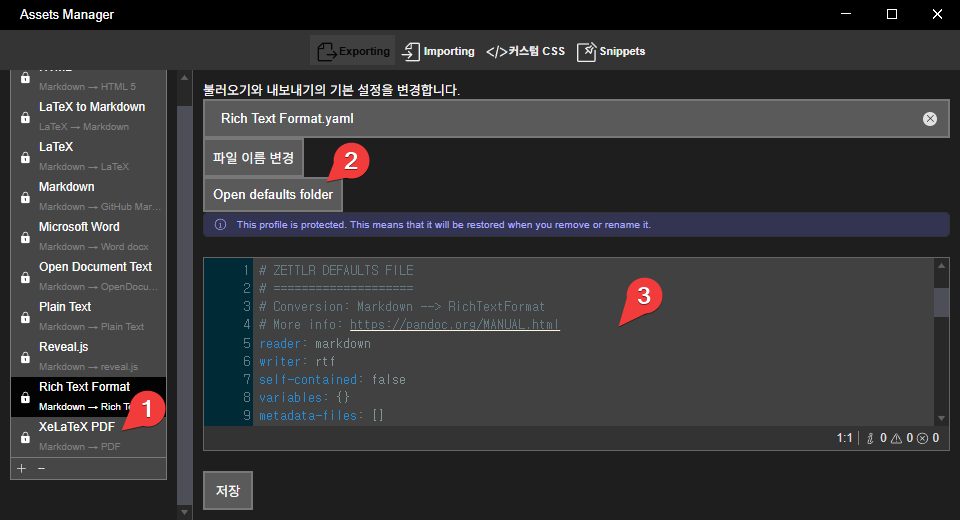 Assets Manager
Exporting
Importing
</>커스텀 CSS
Snippets
Markdown → HTML 5
LaTeX to Markdown
LaTeX → Markdown
LaTeX
Markdown → LaTeX
Markdown
Markdown → GitHub Mar...
Microsoft Word
Markdown → Word docx
Open Document Text
Markdown → OpenDocu...
Plain Text
Markdown → Plain Text
Reveal.js
Markdown → reveal.js
Rich Text Format
Markdown → Rich
1
XeLaTeX PDF
Markdown → PDF
+ −
불러오기와 내보내기의 기본 설정을 변경합니다.
Rich Text Format.yaml
파일 이름 변경
2
Open defaults folder
This profile is protected. This means that it will be restored when you remove or rename it.
1 # ZETTLR DEFAULTS FILE
2 # ====================
3 # Conversion: Markdown --> RichTextFormat
4 # More info: https://pandoc.org/MANUAL.html
5 reader: markdown
6 writer: rtf
7 self-contained: false
8 variables: {}
9 metadata-files: []
3
1:1 0 0 0
저장